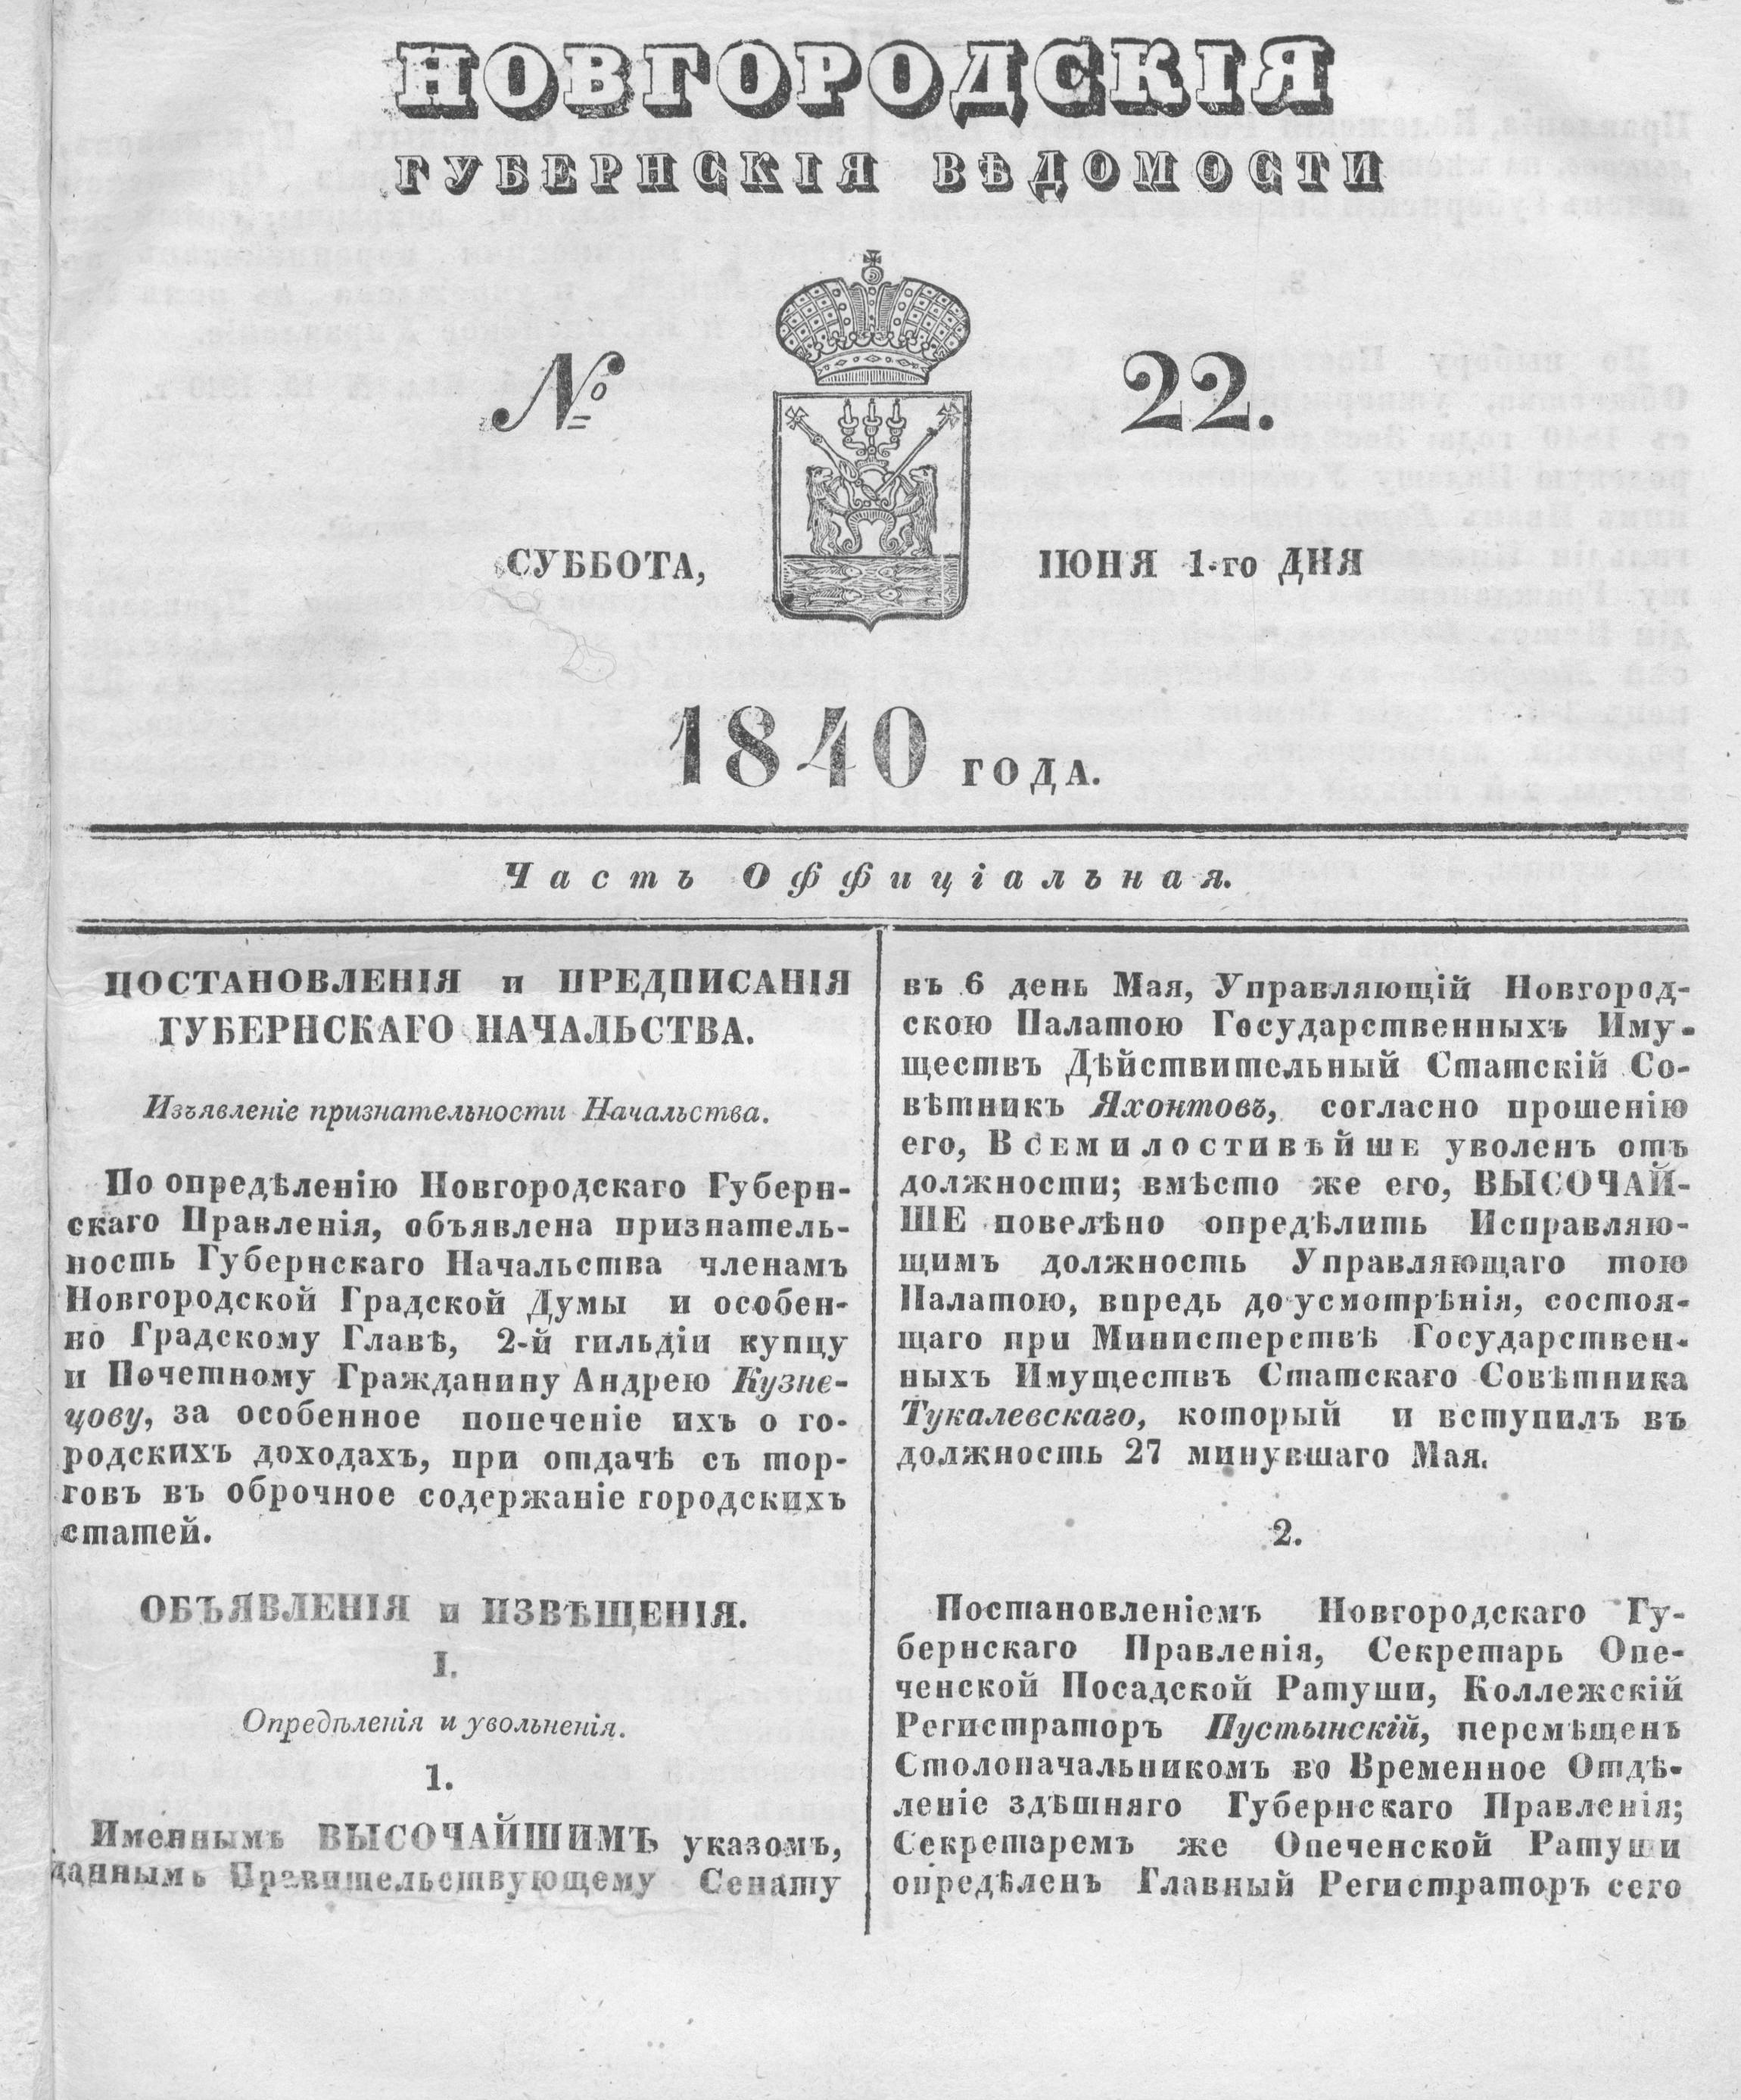 НОВГОРОДСКІЯ
ГУБЕРНСКІЯ ВѢДОМОСТИ
№ 22.
СУББОТА, ІЮНЯ 1-го ДНЯ
1840 ГОДА.
Часть Оффиціальная.
ПОСТАНОВЛЕНІЯ и ПРЕДПИСАНІЯ
ГУБЕРНСКАГО НАЧАЛЬСТВА.
Изъявленіе признательности Начальства.
По опредѣленію Новгородскаго Губерн-
скаго Правленія, объявлена признатель-
ность Губернскаго Начальства членамъ
Новгородской Градской Думы и особен-
но Градскому Главѣ, 2-й гильдіи купцу
и Почетному Гражданину Андрею Кузне-
цову, за особенное попеченіе ихъ о го-
родскихъ доходахъ, при отдачѣ съ тор-
говъ въ оброчное содержаніе городскихъ
статей.
ОБЪЯВЛЕНІЯ и ИЗВѢЩЕНІЯ.
I.
Опредѣленія и увольненія.
1.
Именнымъ ВЫСОЧАЙШИМЪ указомъ,
даннымъ Правительствующему Сенату
въ 6 день Мая, Управляющій Новгород-
скою Палатою Государственныхъ Иму-
ществъ Дѣйствительный Статскій Со-
вѣтникъ Яхонтовъ, согласно прошенію
его, Всемилостивѣйше уволенъ отъ
должности; вмѣсто же его, ВЫСОЧАЙ-
ШЕ повелѣно опредѣлить Исправляю-
щимъ должность Управляющаго тою
Палатою, впредь до усмотрѣнія, состоя-
щаго при Министерствѣ Государствен-
ныхъ Имуществъ Статскаго Совѣтника
Тукалевскаго, который и вступилъ въ
должность 27 минувшаго Мая.
2.
Постановленіемъ Новгородскаго Гу-
бернскаго Правленія, Секретарь Опе-
ченской Посадской Ратуши, Коллежскій
Регистраторъ Пустынскій, перемѣщенъ
Столоначальникомъ во Временное Отдѣ-
леніе здѣшняго Губернскаго Правленія;
Секретаремъ же Опеченской Ратуши
опредѣленъ Главный Регистраторъ сего